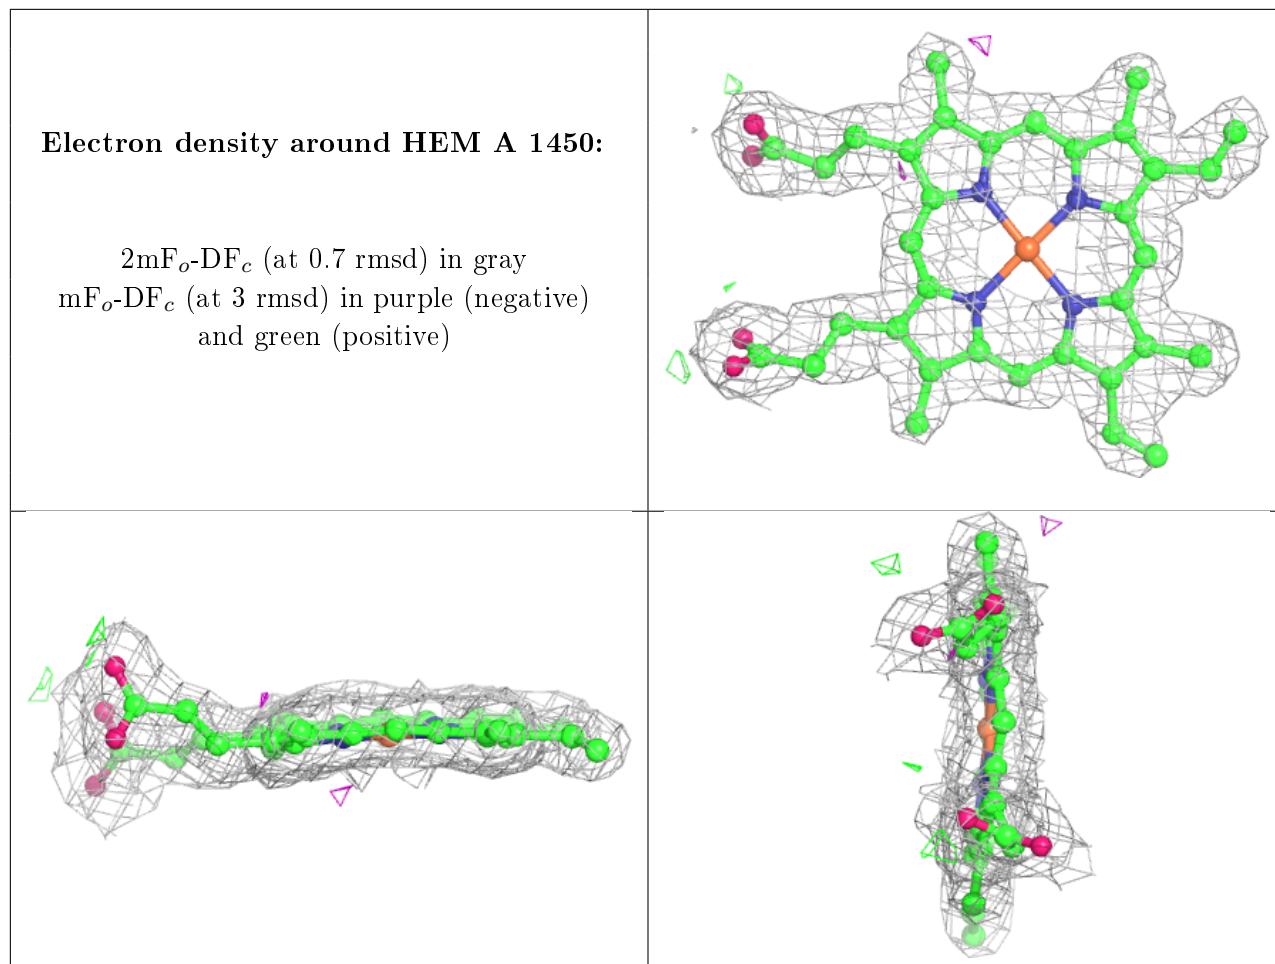 Electron density around HEM A 1450:
2mFₒ-DF𝒸 (at 0.7 rmsd) in gray
mFₒ-DF𝒸 (at 3 rmsd) in purple (negative)
and green (positive)